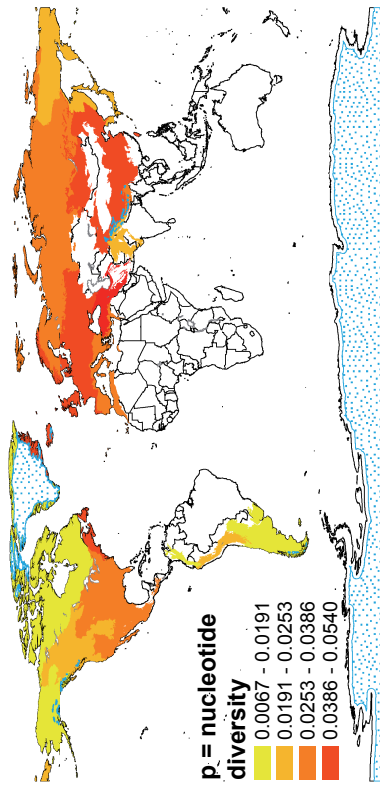 p = nucleotide
diversity
0.0067 - 0.0191
0.0191 - 0.0253
0.0253 - 0.0386
0.0386 - 0.0540